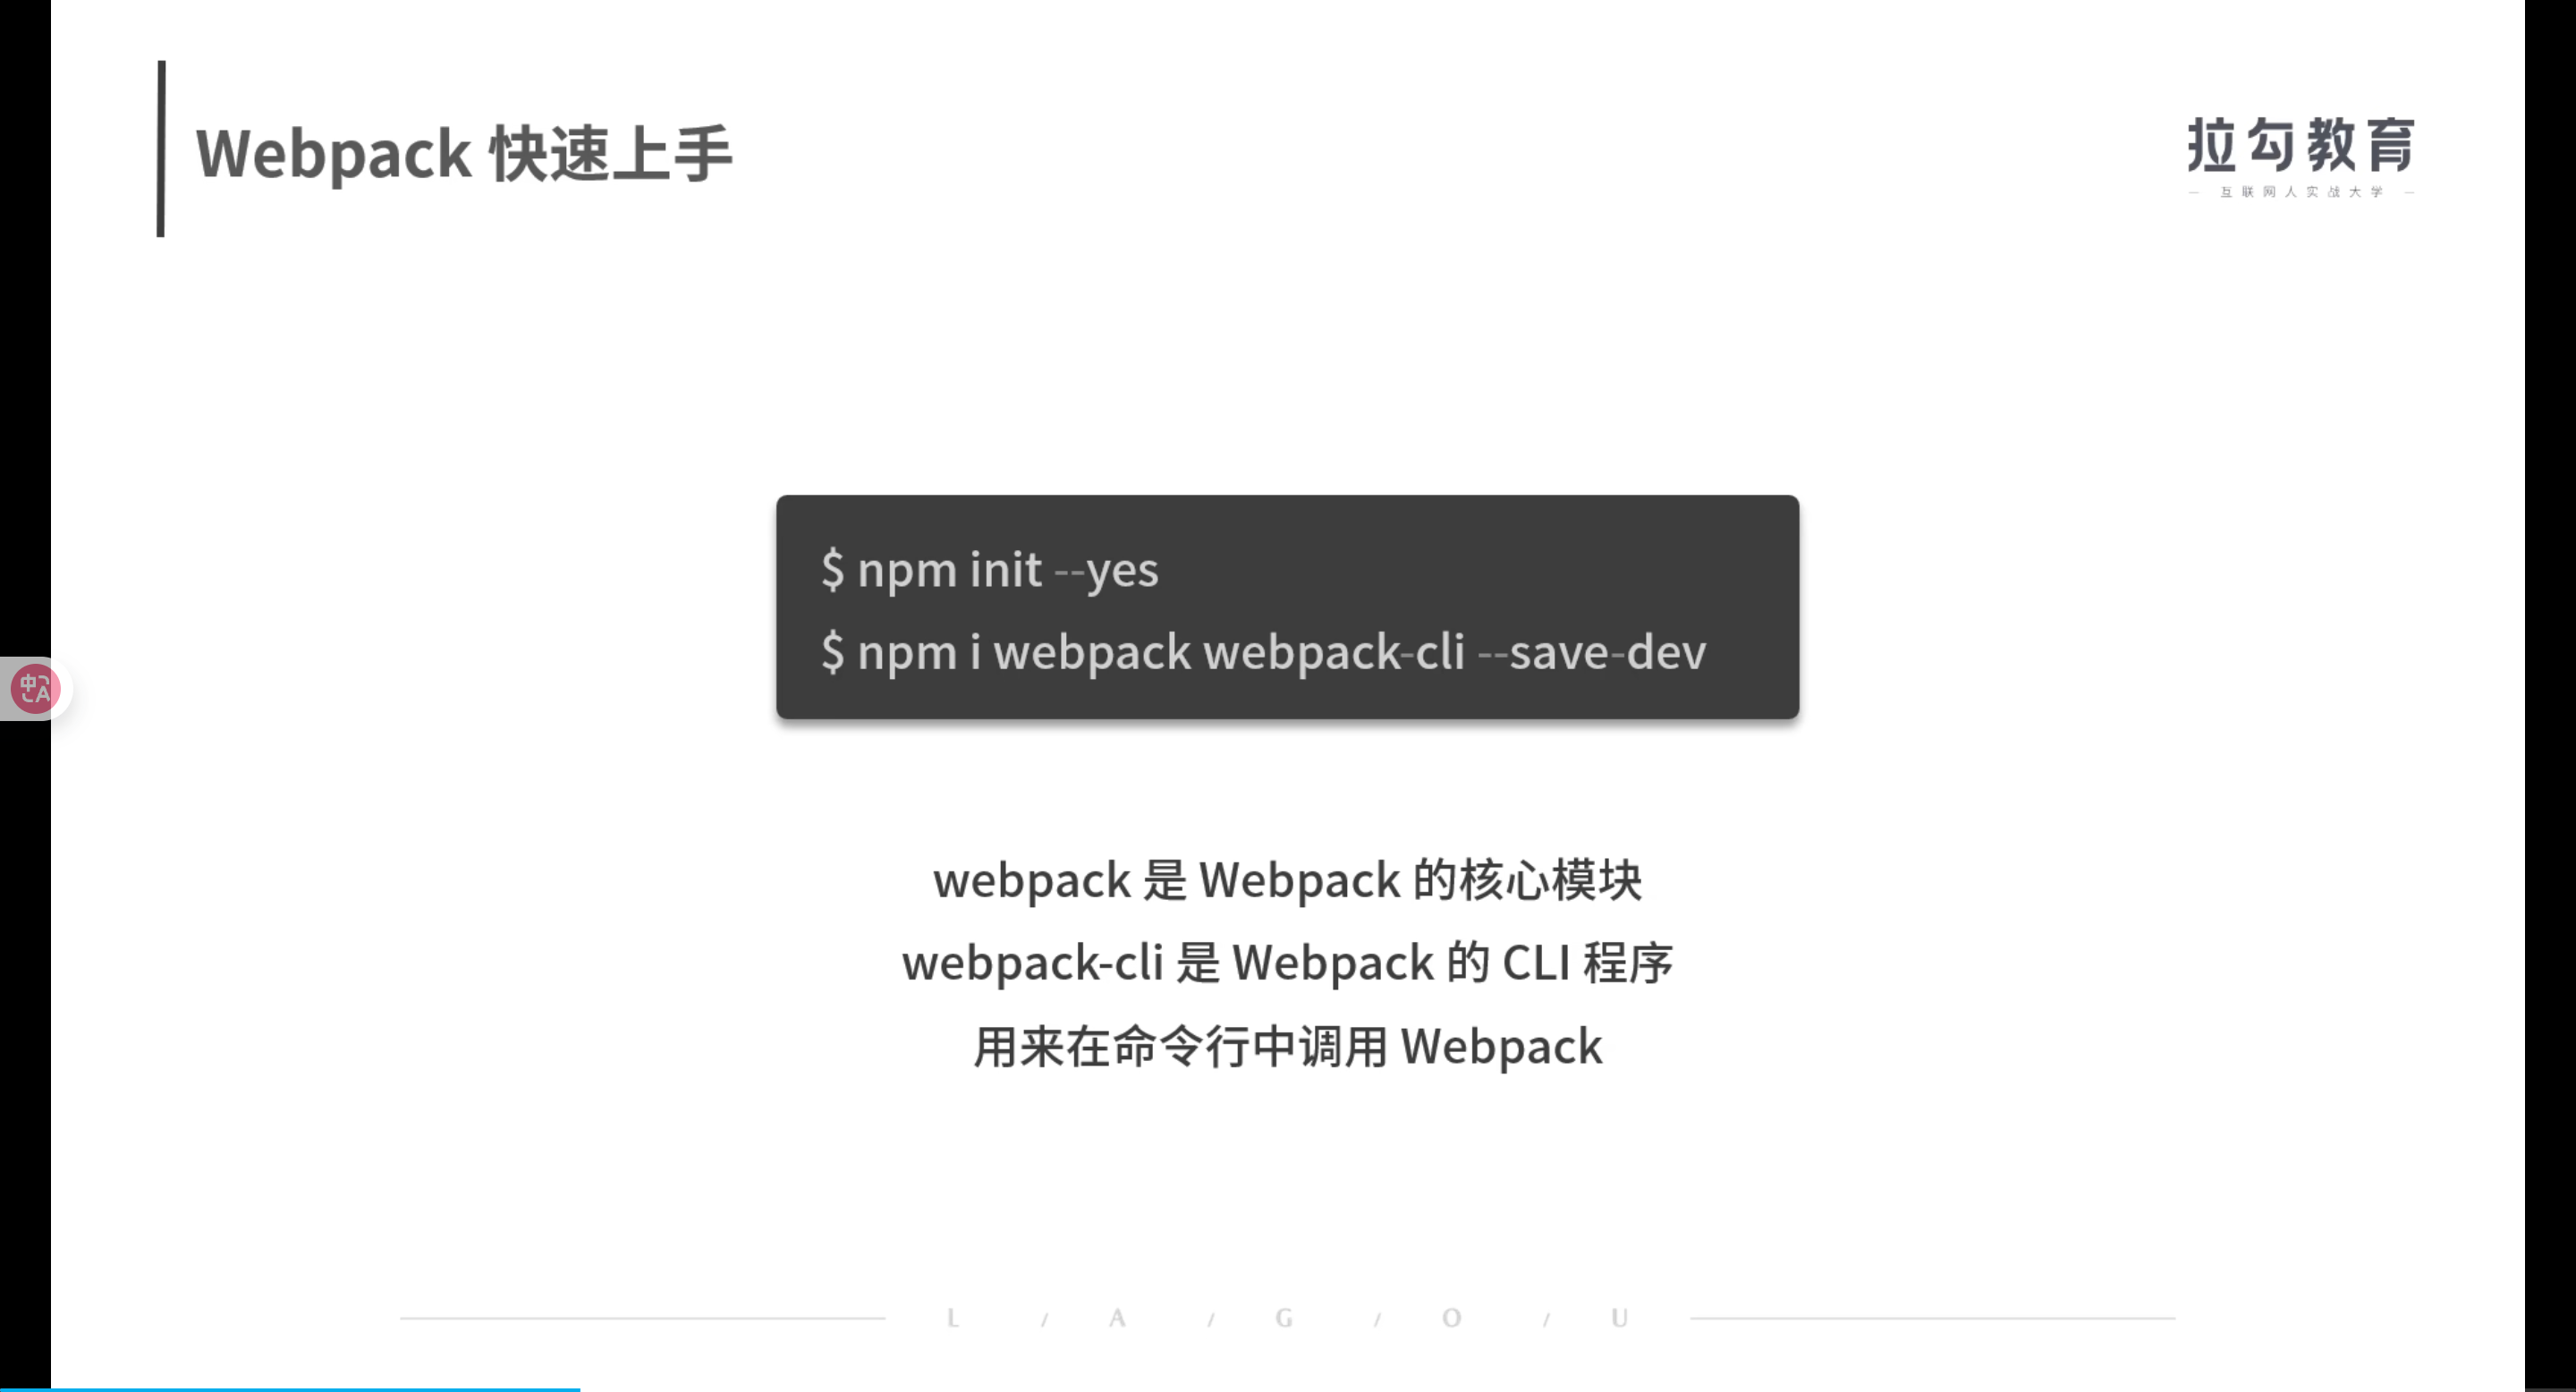 Webpack 快速上手
拉勾教育
— 互联网人实战大学 —
$ npm init --yes
$ npm i webpack webpack-cli --save-dev
中A
webpack 是 Webpack 的核心模块
webpack-cli 是 Webpack 的 CLI 程序
用来在命令行中调用 Webpack
L / A / G / O / U